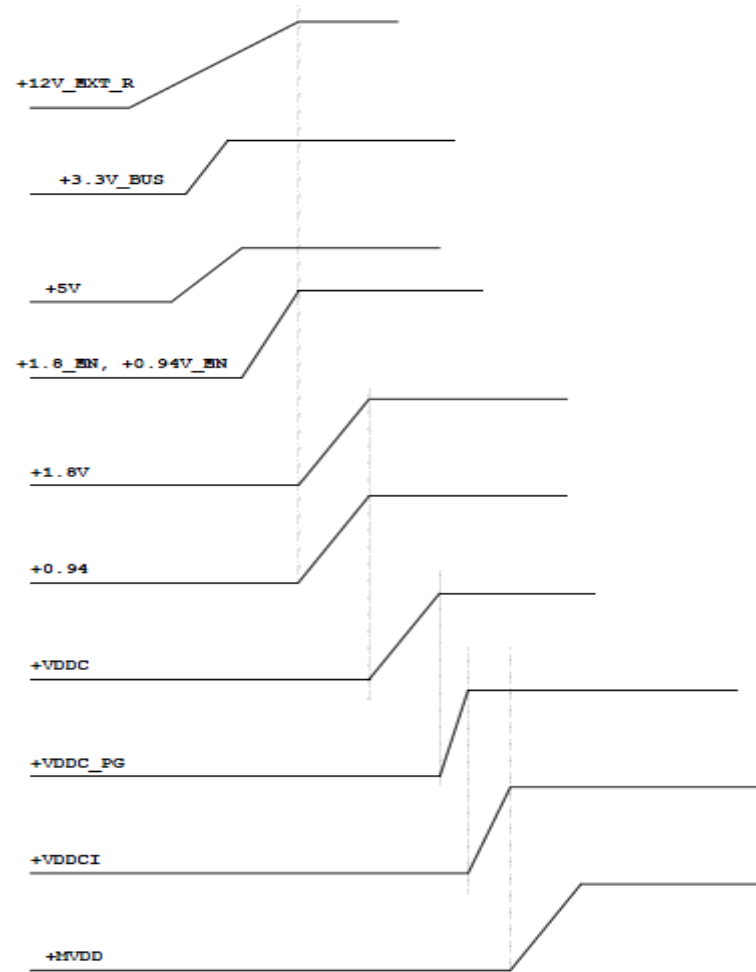 +12V_EXT_R
+3.3V_BUS
+5V
+1.8_EN, +0.94V_EN
+1.8V
+0.94
+VDDC
+VDDC_PG
+VDDCI
+MVDD